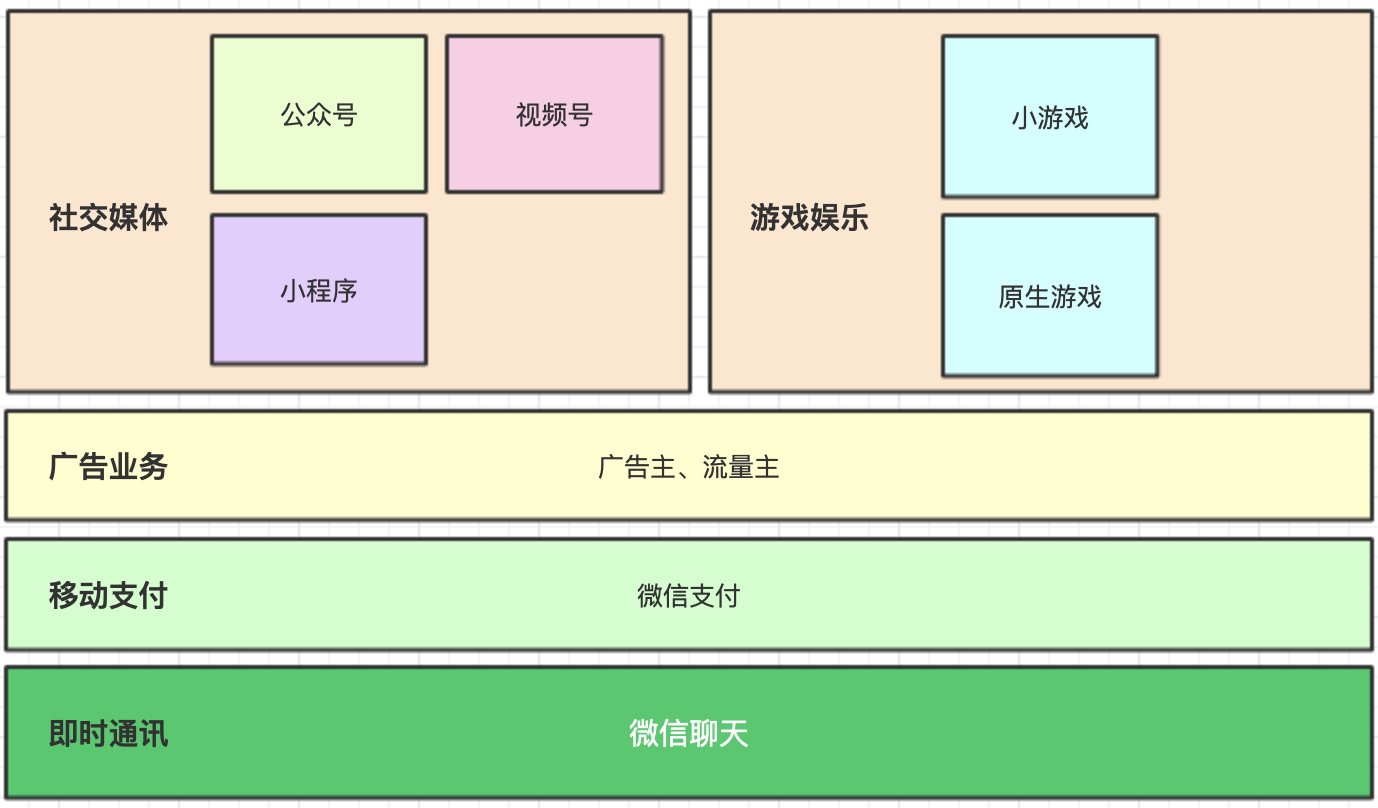 社交媒体
公众号
视频号
小程序
游戏娱乐
小游戏
原生游戏
广告业务
广告主、流量主
移动支付
微信支付
即时通讯
微信聊天